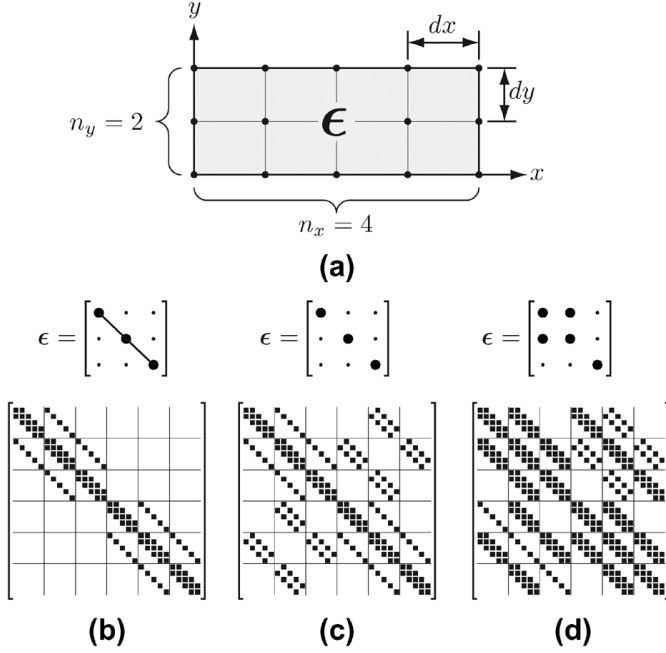 y
dx
dy
n_y = 2
ϵ
x
n_x = 4
(a)
ϵ = ϵ = ϵ =
(b) (c) (d)